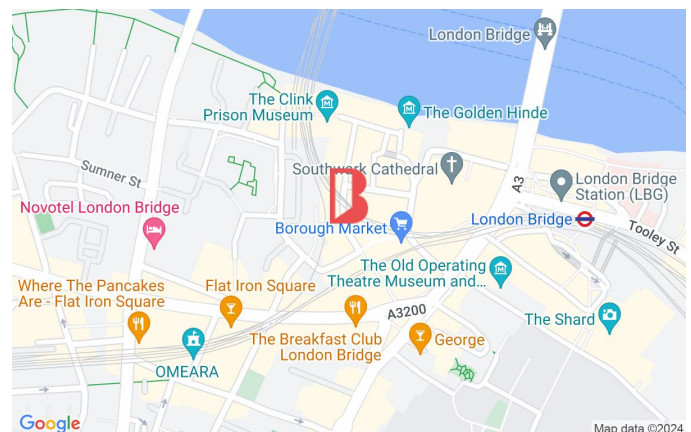 London Bridge
The Clink
Prison Museum
The Golden Hinde
Sumner St
Southwark Cathedral
A3
London Bridge
Station (LBG)
Novotel London Bridge
B
Borough Market
London Bridge
Tooley St
The Old Operating
Theatre Museum and...
Where The Pancakes
Are - Flat Iron Square
Flat Iron Square
A3200
The Shard
The Breakfast Club
London Bridge
George
OMEARA
Google
Map data ©2024